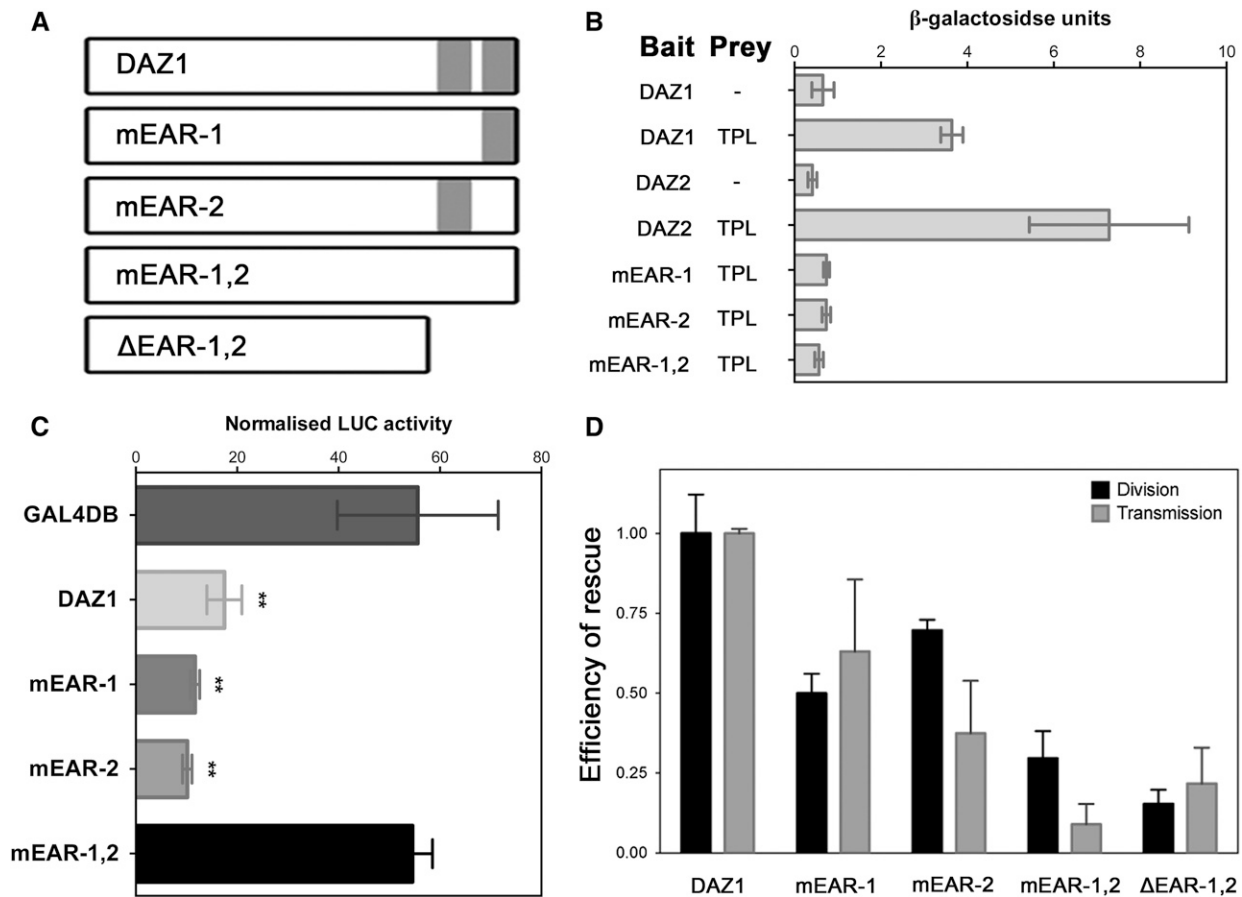 A
DAZ1
mEAR-1
mEAR-2
mEAR-1,2
ΔEAR-1,2
B
β-galactosidse units
Bait Prey
0 2 4 6 8 10
DAZ1 -
DAZ1 TPL
DAZ2 -
DAZ2 TPL
mEAR-1 TPL
mEAR-2 TPL
mEAR-1,2 TPL
C
Normalised LUC activity
0 20 40 60 80
GAL4DB
DAZ1 **
mEAR-1 **
mEAR-2 **
mEAR-1,2
D
Efficiency of rescue
1.00
0.75
0.50
0.25
0.00
Division
Transmission
DAZ1 mEAR-1 mEAR-2 mEAR-1,2 ΔEAR-1,2